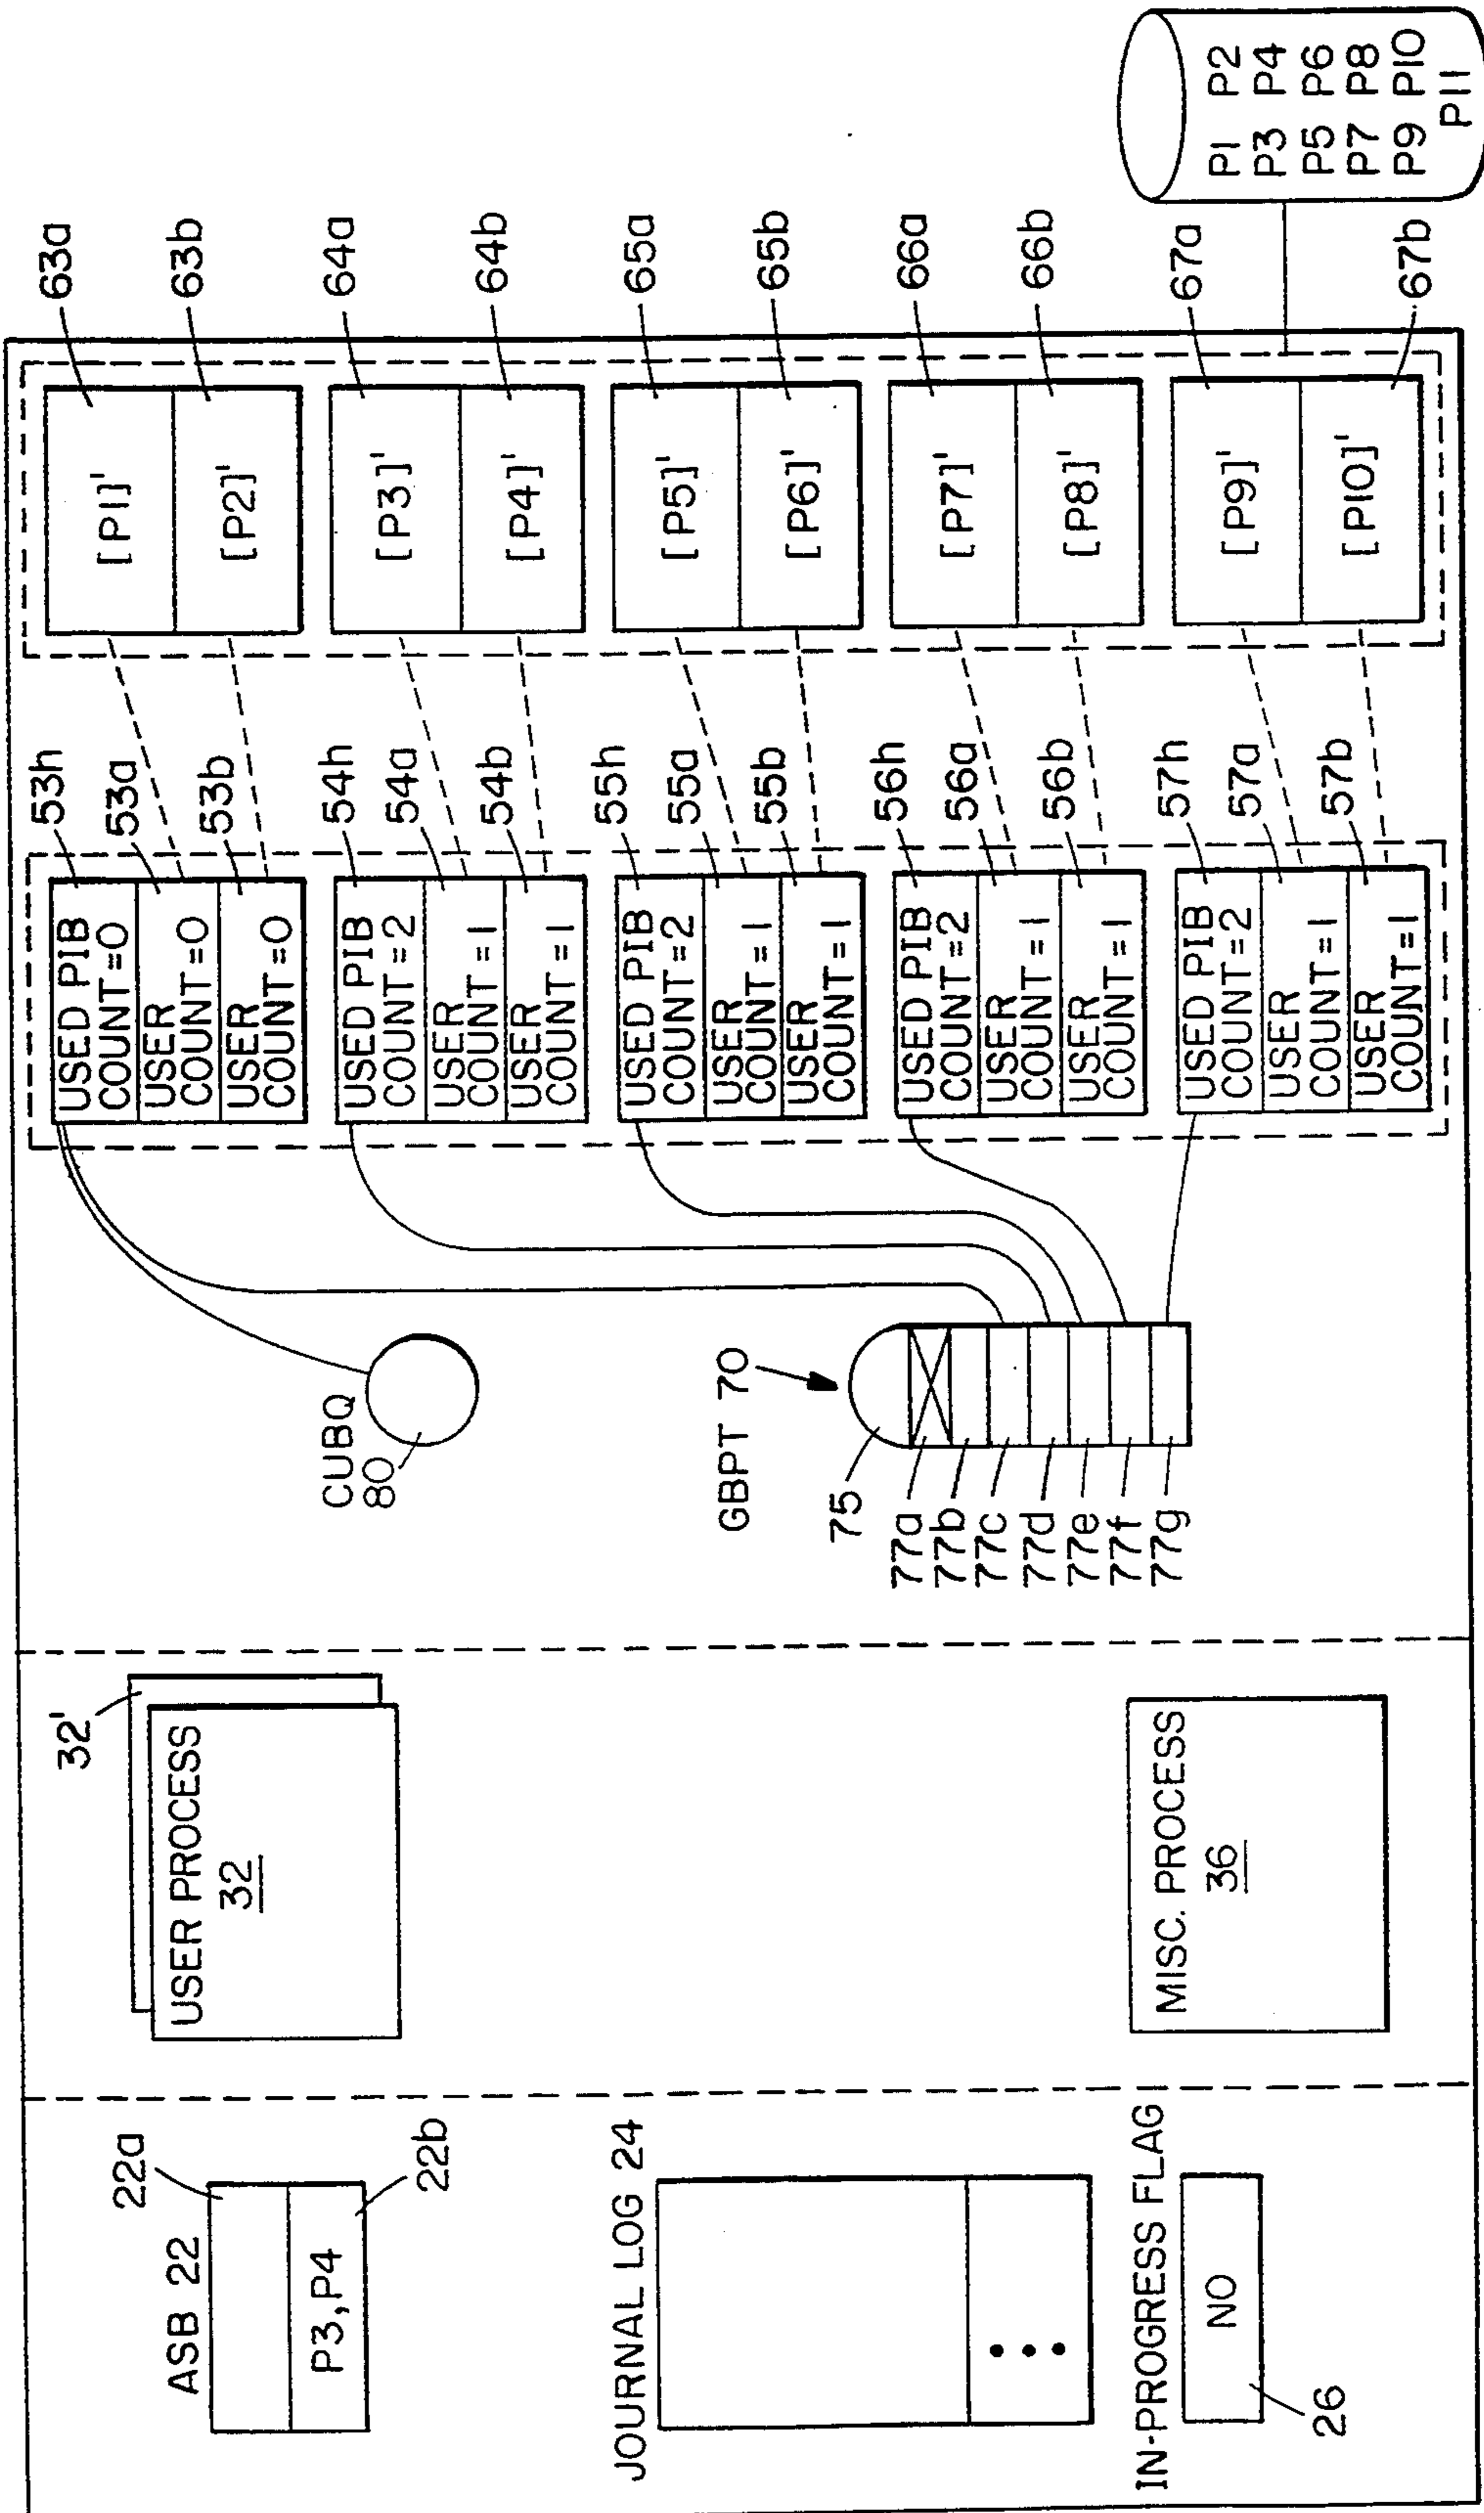 ASB 22
22a
P3,P4
22b
JOURNAL LOG 24
IN-PROGRESS FLAG
NO
26
32'
USER PROCESS
32
MISC. PROCESS
36
CUBQ
80
GBPT 70
75
77a
77b
77c
77d
77e
77f
77g
53h
USED PIB
COUNT=0
53a
USER
COUNT=0
53b
USER
COUNT=0
54h
USED PIB
COUNT=2
54a
USER
COUNT=1
54b
USER
COUNT=1
55h
USED PIB
COUNT=2
55a
USER
COUNT=1
55b
USER
COUNT=1
56h
USED PIB
COUNT=2
56a
USER
COUNT=1
56b
USER
COUNT=1
57h
USED PIB
COUNT=2
57a
USER
COUNT=1
57b
USER
COUNT=1
63a
[P1]'
63b
[P2]'
64a
[P3]'
64b
[P4]'
65a
[P5]'
65b
[P6]'
66a
[P7]'
66b
[P8]'
67a
[P9]'
67b
[P10]'
P1 P2
P3 P4
P5 P6
P7 P8
P9 P10
P11